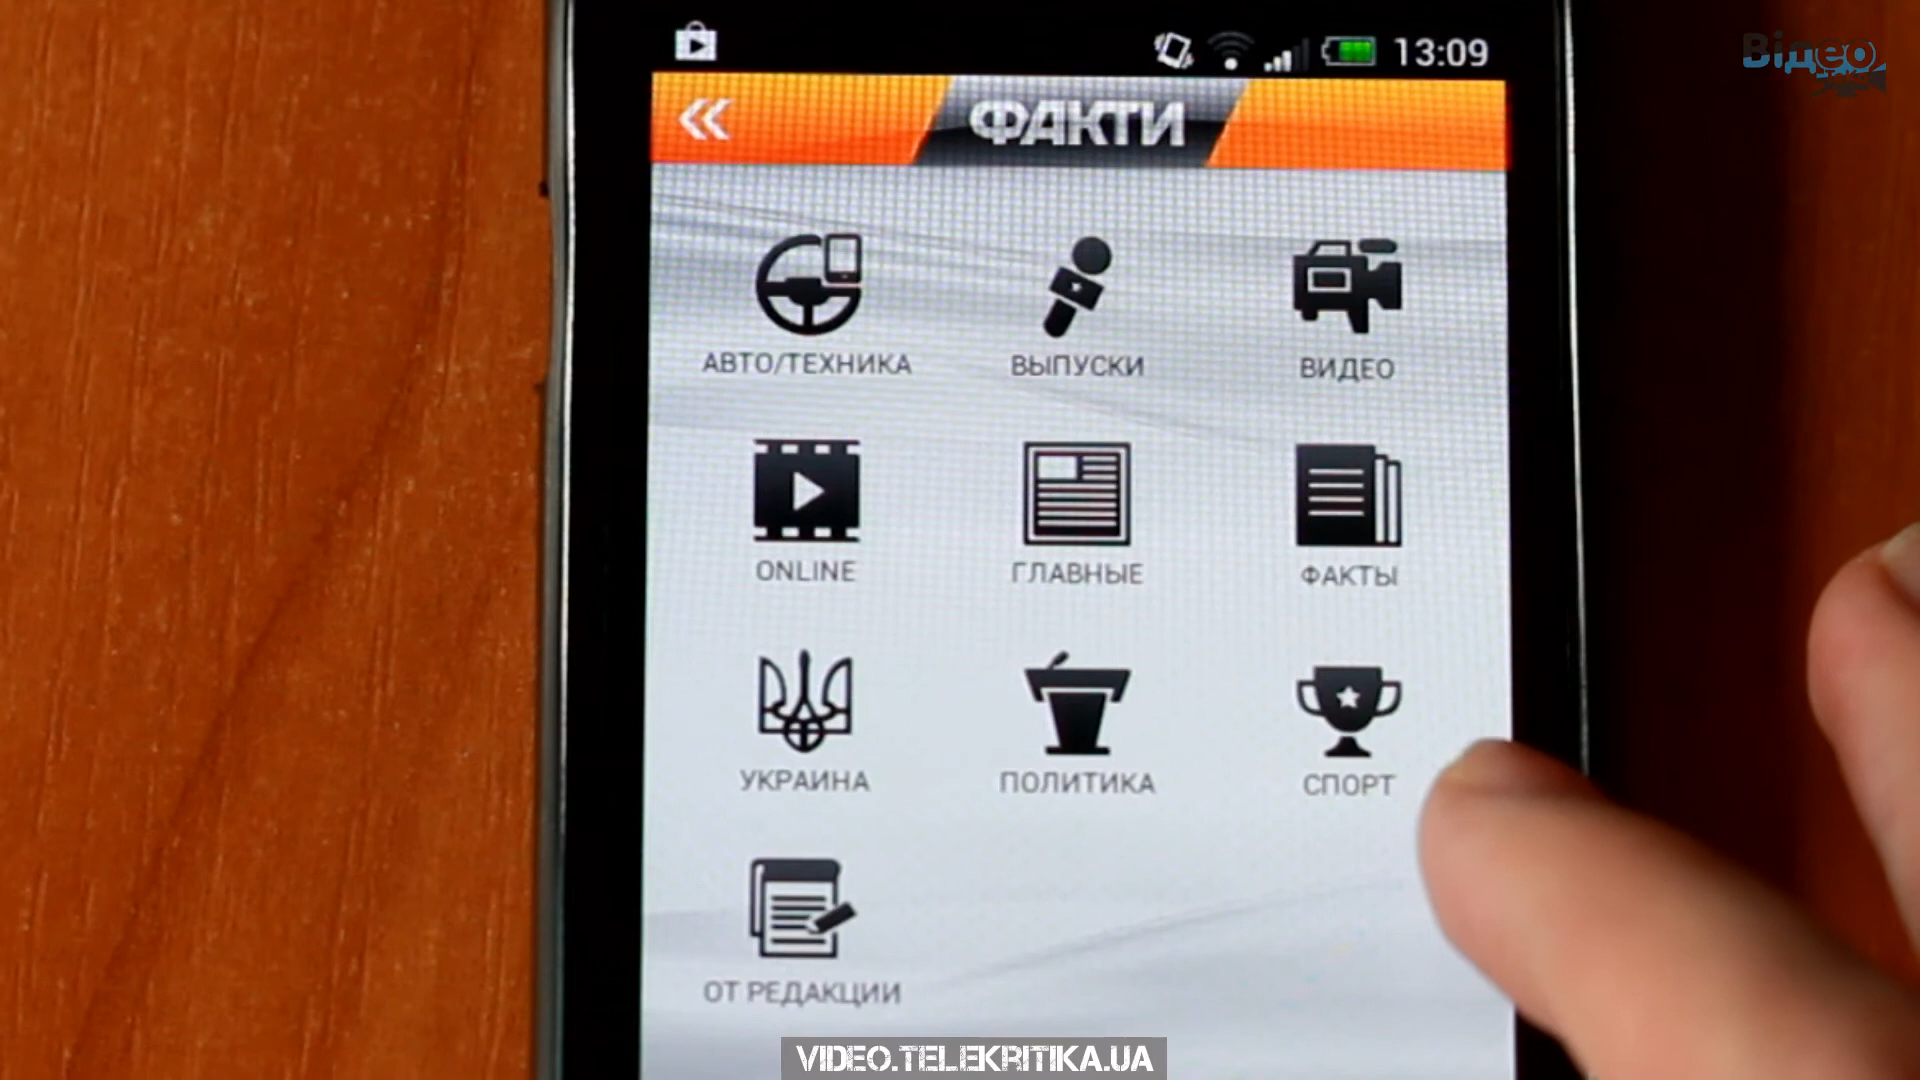 13:09
Відео
ФАКТИ
АВТО/ТЕХНИКА
ВЫПУСКИ
ВИДЕО
ONLINE
ГЛАВНЫЕ
ФАКТЫ
УКРАИНА
ПОЛИТИКА
СПОРТ
ОТ РЕДАКЦИИ
VIDEO.TELEKRITIKA.UA